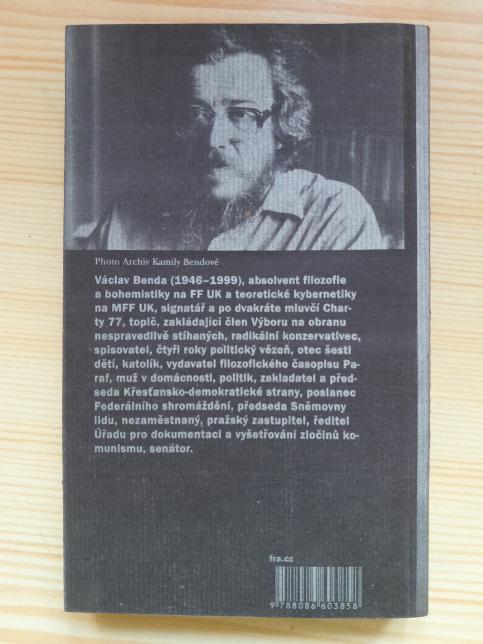 Photo Archiv Kamily Bendové
Václav Benda (1946–1999), absolvent filozofie
a bohemistiky na FF UK a teoretické kybernetiky
na MFF UK, signatář a po dvakráte mluvčí Char-
ty 77, topič, zakládající člen Výboru na obranu
nespravedlivě stíhaných, radikální konzervativec,
spisovatel, čtyři roky politický vězeň, otec šesti
dětí, katolík, vydavatel filozofického časopisu Pa-
raf, muž v domácnosti, politik, zakladatel a před-
seda Křesťansko-demokratické strany, poslanec
Federálního shromáždění, předseda Sněmovny
lidu, nezaměstnaný, pražský zastupitel, ředitel
Úřadu pro dokumentaci a vyšetřování zločinů ko-
munismu, senátor.
fra.cz
9 788086 603858